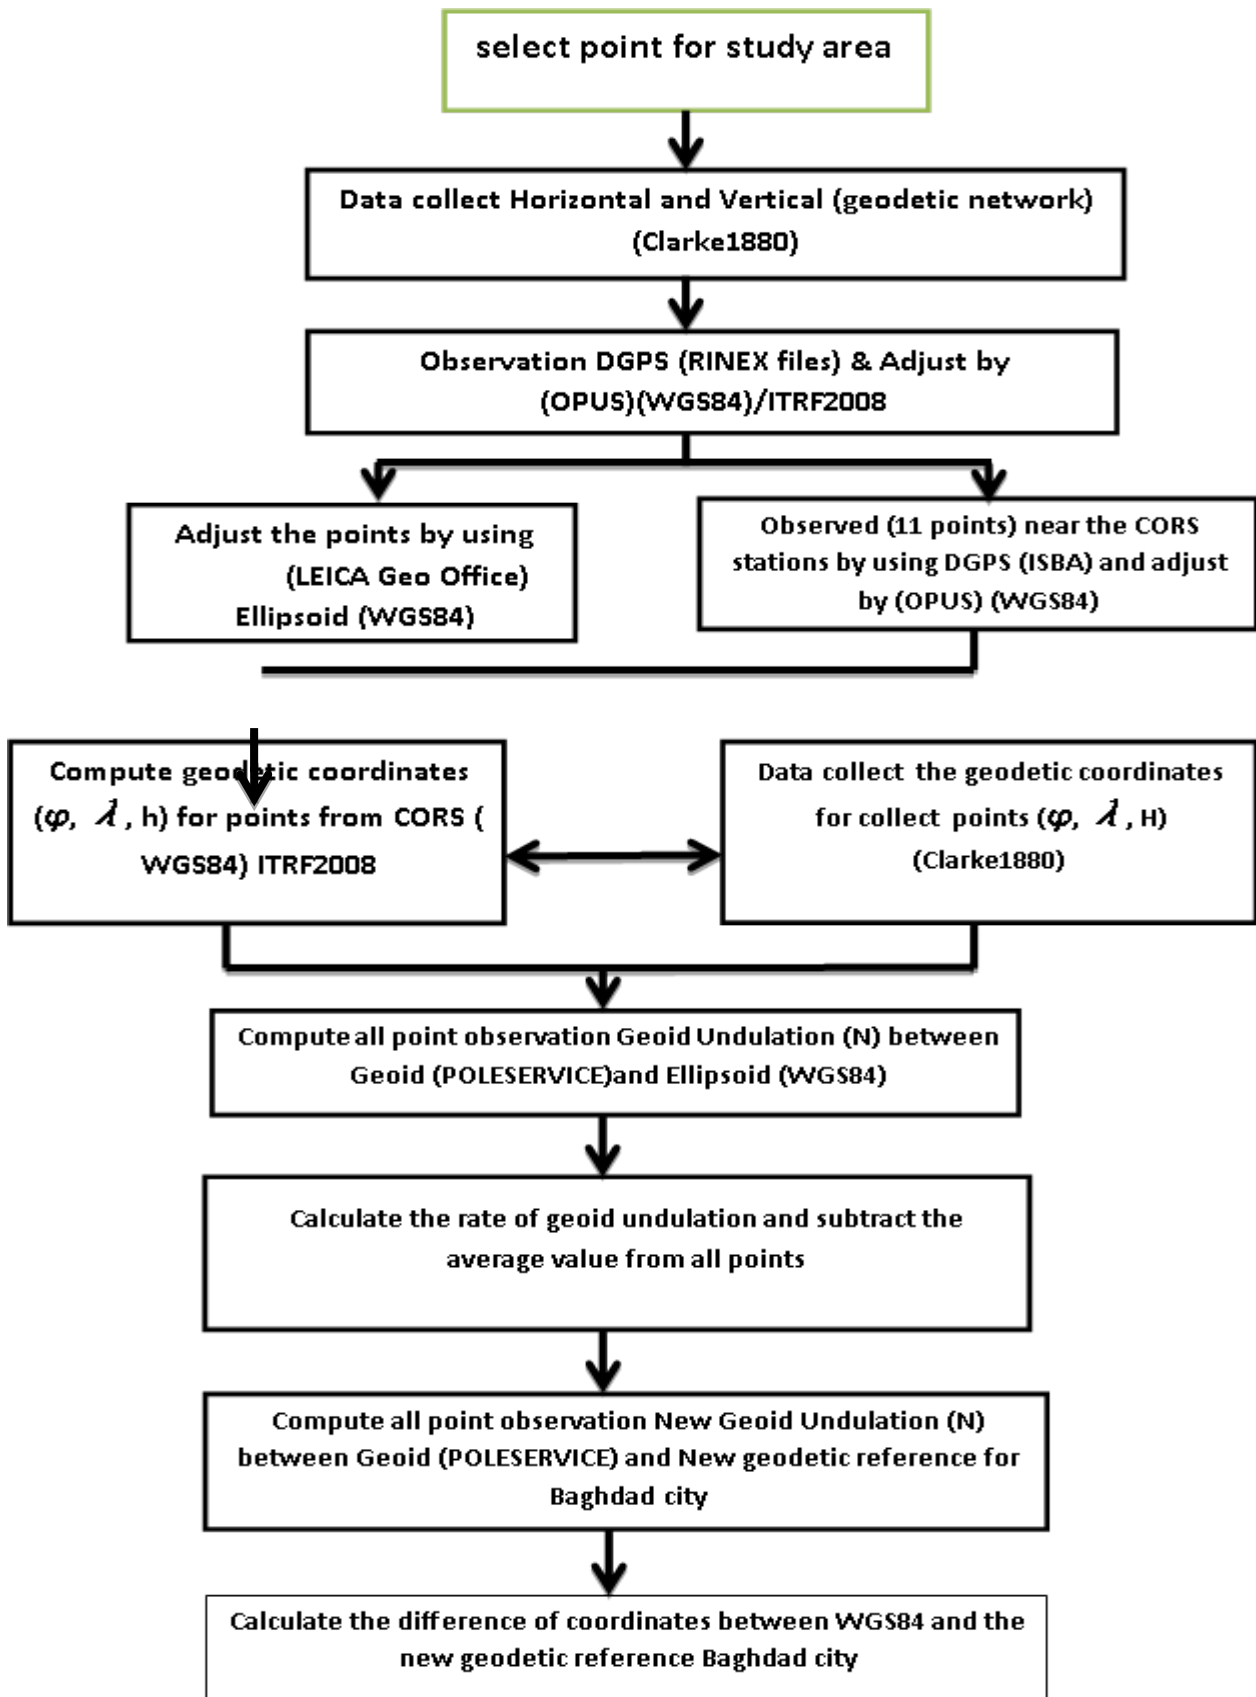 select point for study area
Data collect Horizontal and Vertical (geodetic network)
(Clarke1880)
Observation DGPS (RINEX files) & Adjust by
(OPUS)(WGS84)/ITRF2008
Adjust the points by using
(LEICA Geo Office)
Ellipsoid (WGS84)
Observed (11 points) near the CORS
stations by using DGPS (ISBA) and adjust
by (OPUS) (WGS84)
Compute geodetic coordinates
(φ, λ, h) for points from CORS (
WGS84) ITRF2008
Data collect the geodetic coordinates
for collect points (φ, λ, H)
(Clarke1880)
Compute all point observation Geoid Undulation (N) between
Geoid (POLESERVICE)and Ellipsoid (WGS84)
Calculate the rate of geoid undulation and subtract the
average value from all points
Compute all point observation New Geoid Undulation (N)
between Geoid (POLESERVICE) and New geodetic reference for
Baghdad city
Calculate the difference of coordinates between WGS84 and the
new geodetic reference Baghdad city